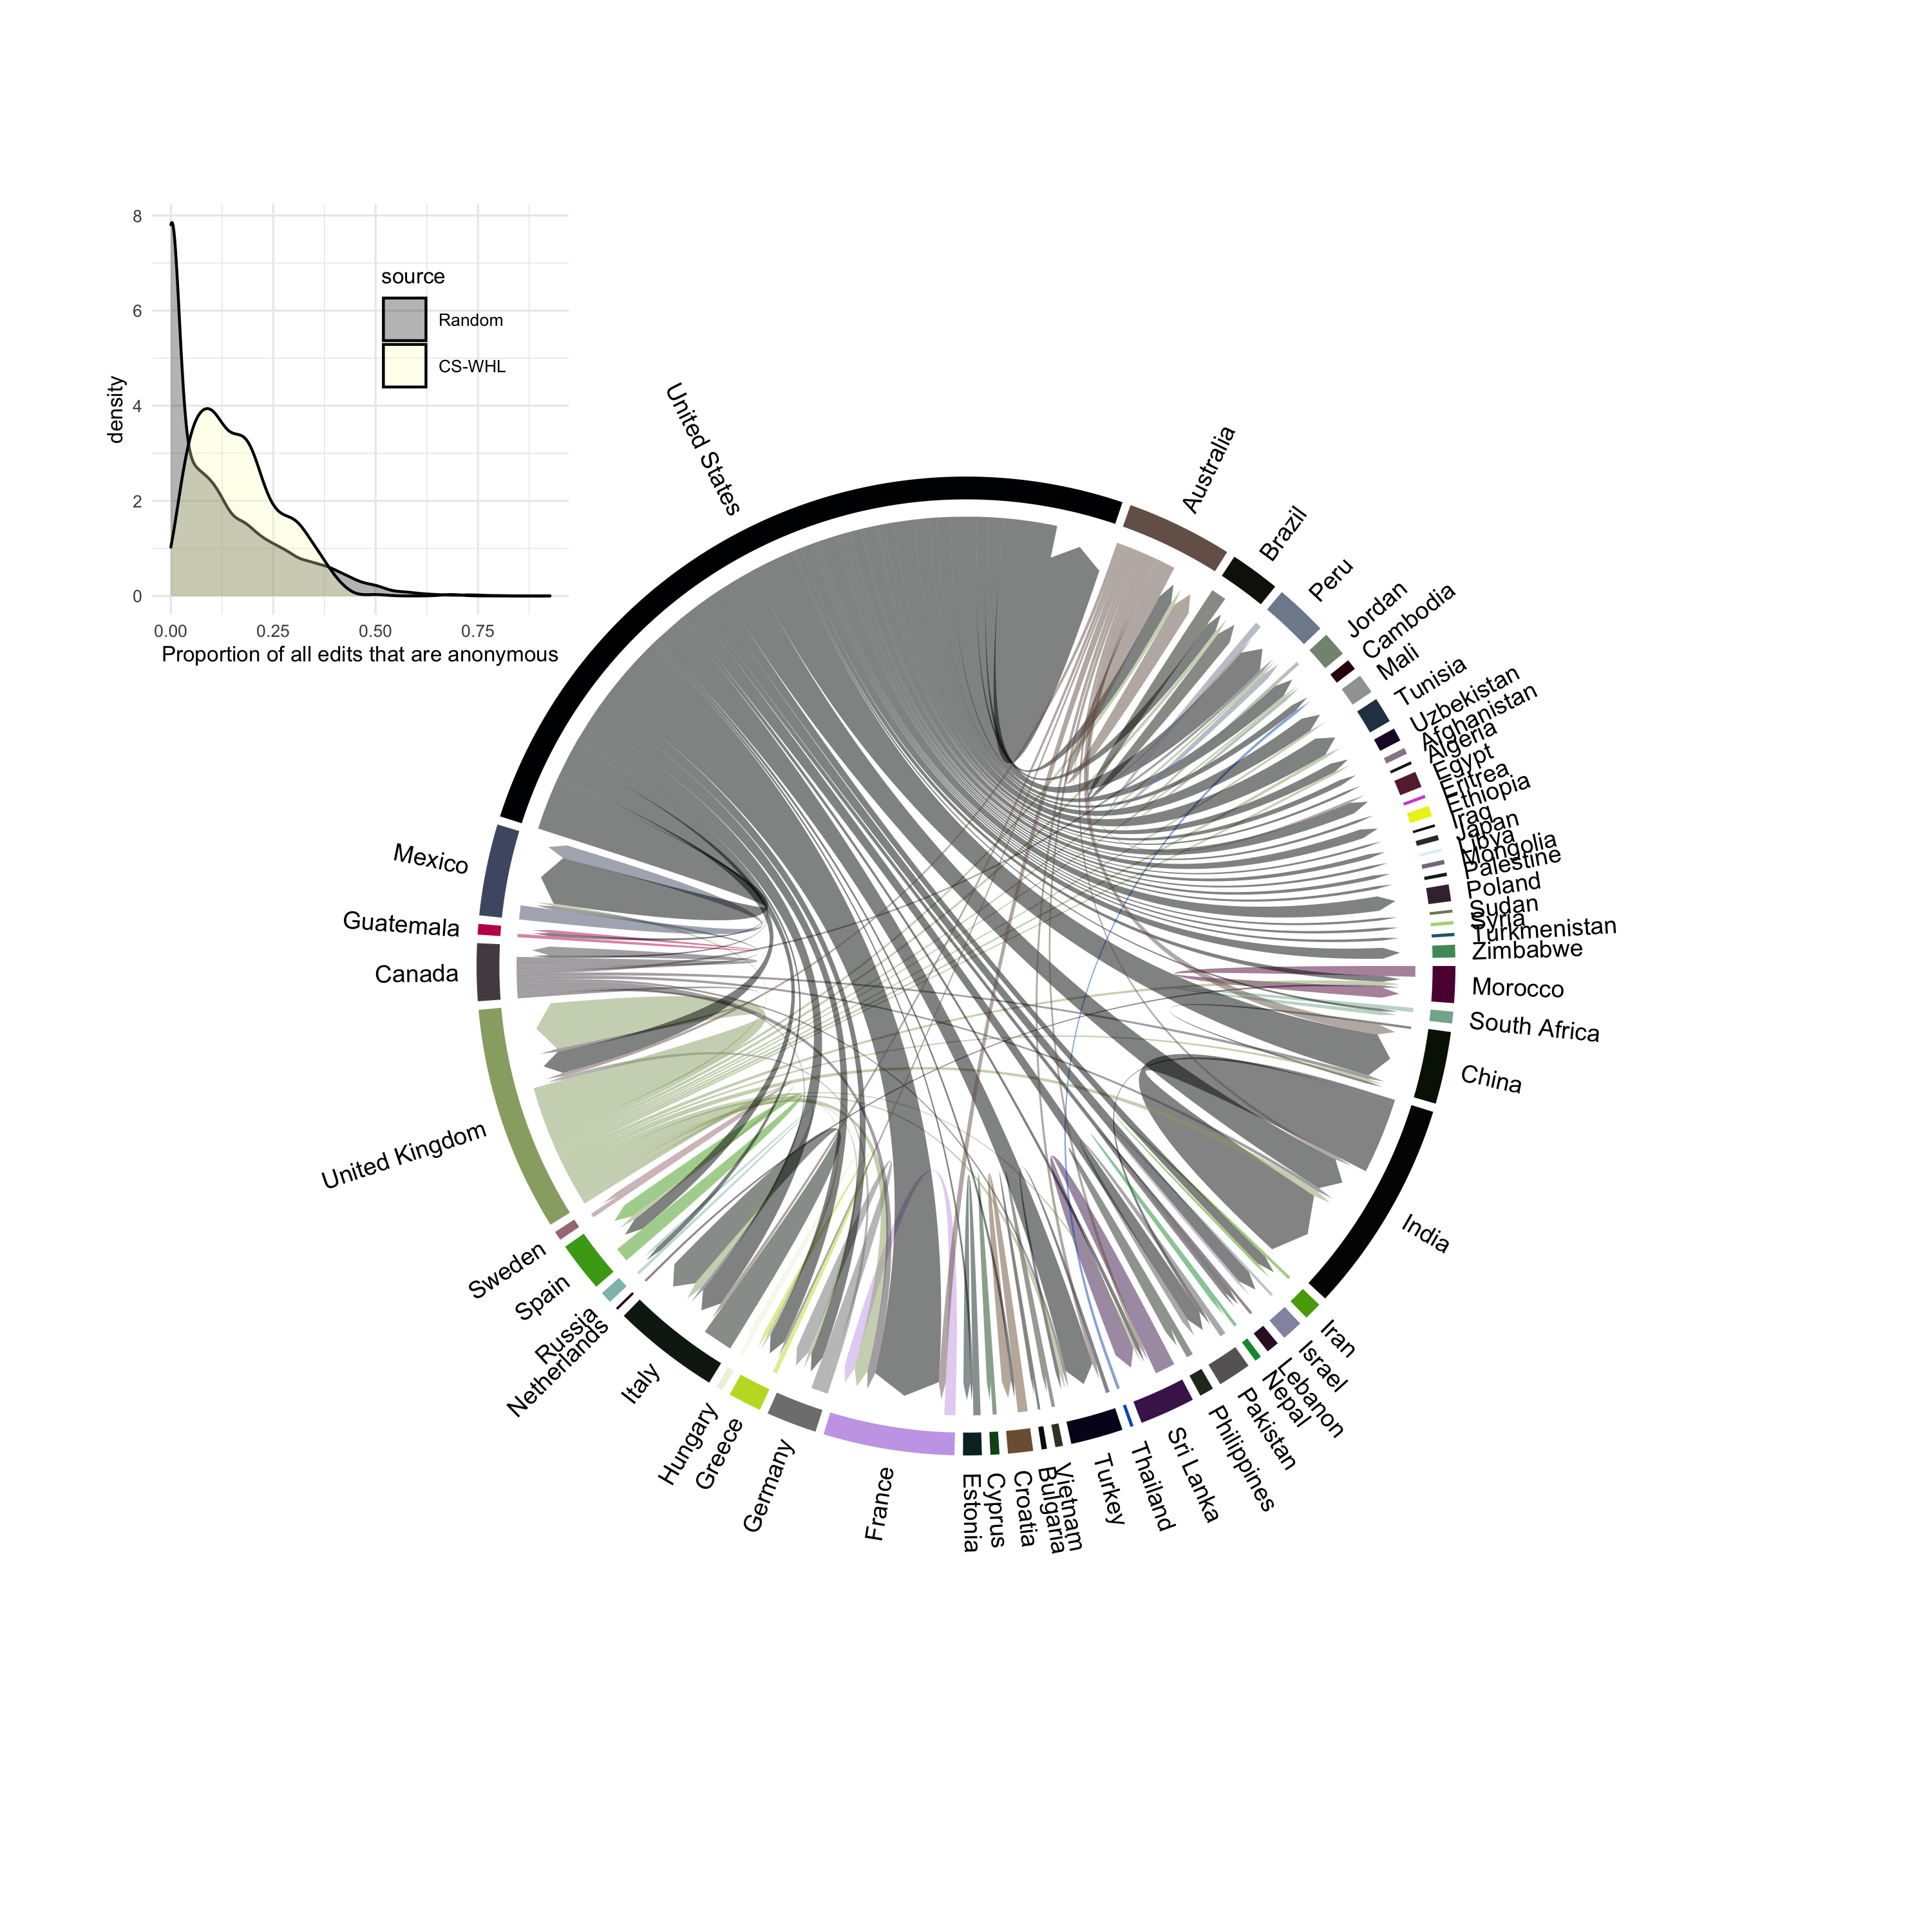 8
6
4
2
0
density
source
Random
CS-WHL
0.00 0.25 0.50 0.75
Proportion of all edits that are anonymous
United States
Australia
Brazil
Peru
Jordan
Cambodia
Mali
Tunisia
Uzbekistan
Afghanistan
Algeria
Egypt
Eritrea
Ethiopia
Iraq
Japan
Libya
Mongolia
Palestine
Poland
Sudan
Syria
Turkmenistan
Zimbabwe
Morocco
South Africa
China
India
Iran
Israel
Lebanon
Nepal
Pakistan
Philippines
Sri Lanka
Thailand
Turkey
Vietnam
Bulgaria
Croatia
Cyprus
Estonia
France
Germany
Greece
Hungary
Italy
Netherlands
Russia
Spain
Sweden
United Kingdom
Canada
Guatemala
Mexico